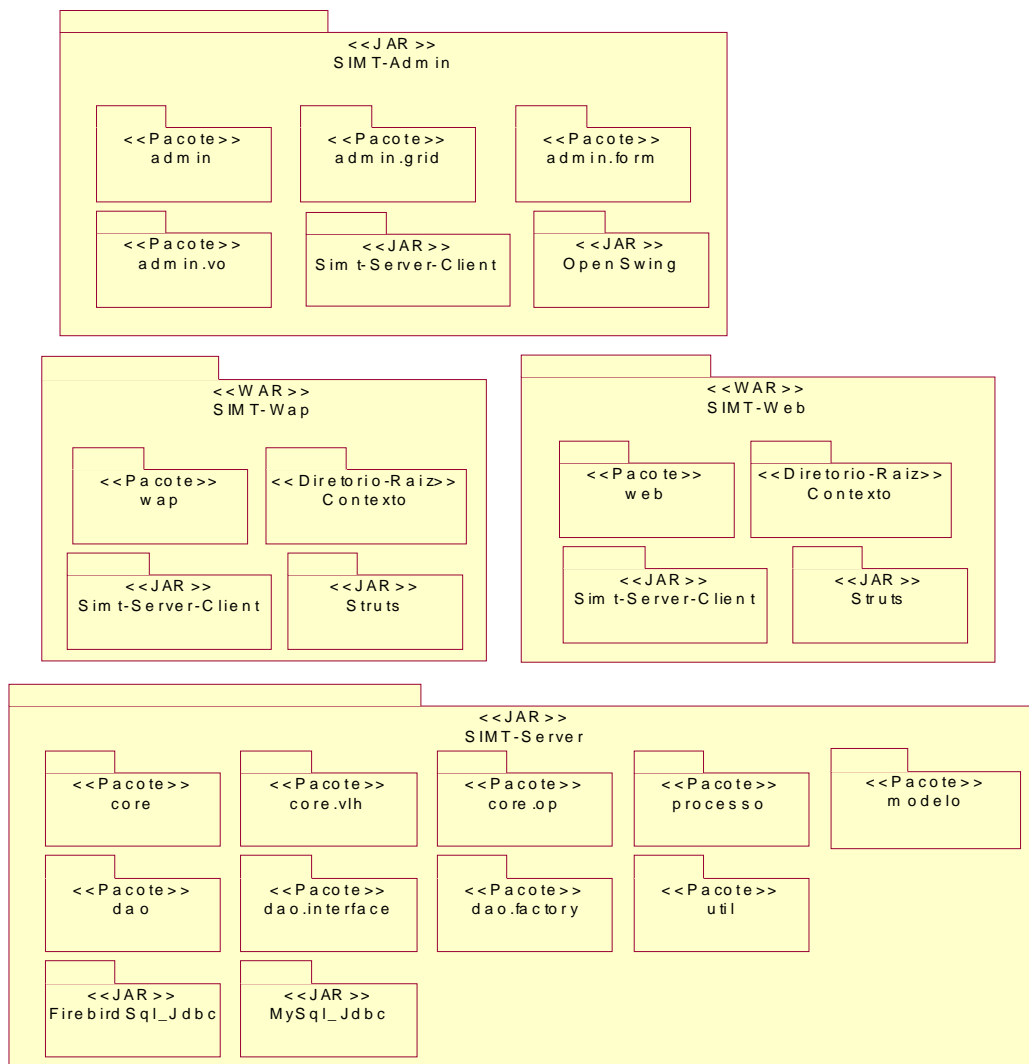 <<JAR>>
SIMT-Admin
<<Pacote>>
admin
<<Pacote>>
admin.grid
<<Pacote>>
admin.form
<<Pacote>>
admin.vo
<<JAR>>
Simt-Server-Client
<<JAR>>
OpenSwing
<<WAR>>
SIMT-Wap
<<Pacote>>
wap
<<Diretorio-Raiz>>
Contexto
<<JAR>>
Simt-Server-Client
<<JAR>>
Struts
<<WAR>>
SIMT-Web
<<Pacote>>
web
<<Diretorio-Raiz>>
Contexto
<<JAR>>
Simt-Server-Client
<<JAR>>
Struts
<<JAR>>
SIMT-Server
<<Pacote>>
core
<<Pacote>>
core.vlh
<<Pacote>>
core.op
<<Pacote>>
processo
<<Pacote>>
modelo
<<Pacote>>
dao
<<Pacote>>
dao.interface
<<Pacote>>
dao.factory
<<Pacote>>
util
<<JAR>>
FirebirdSql_Jdbc
<<JAR>>
MySql_Jdbc